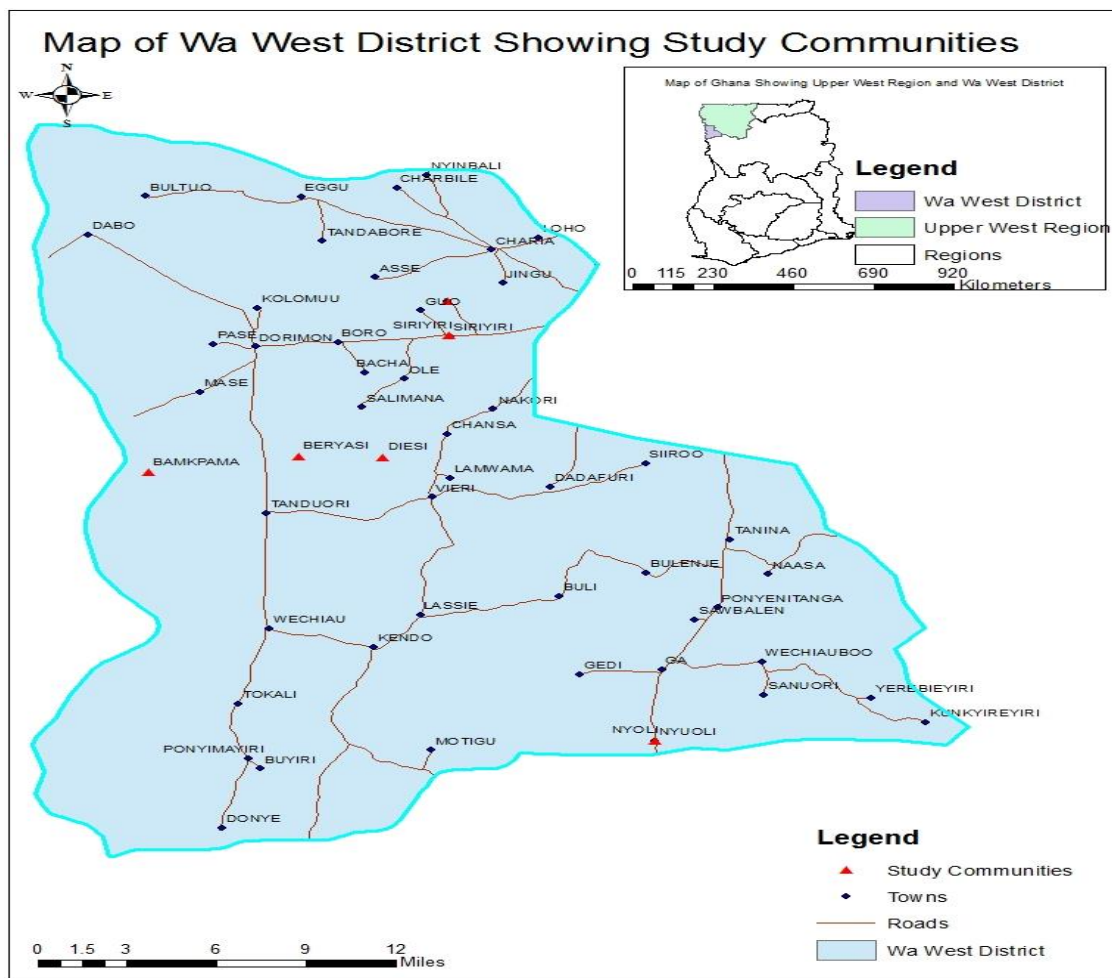 Map of Wa West District Showing Study Communities
N
W E
S
Map of Ghana Showing Upper West Region and Wa West District
Legend
Wa West District
Upper West Region
Regions
0 115 230 460 690 920
Kilometers
NYINBALI
CHARBILE
BULTUO
EGGU
DABO
TANDABORE
LOHO
CHARIA
ASSE
JINGU
KOLOMUU
GUO
SIRIYIRI SIRIYIRI
PASE
DORIMON
BORO
BACHA
OLE
MASE
SALIMANA
NAKORI
CHANSA
BERYASI
DIESI
BAMKPAMA
LAMWAMA
SIIROO
DADAFURI
VIERI
TANDUORI
TANINA
BULENJE
NAASA
BULI
PONYENITANGA
SAWBALEN
LASSIE
WECHIAU
KENDO
GA
WECHIAUBOO
GEDI
SANUORI
YEREBIEYIRI
KUNKYIREYIRI
TOKALI
NYOLI NYUOLI
MOTIGU
PONYIMAYIRI
BUYIRI
DONYE
Legend
Study Communities
Towns
Roads
Wa West District
0 1.5 3 6 9 12
Miles